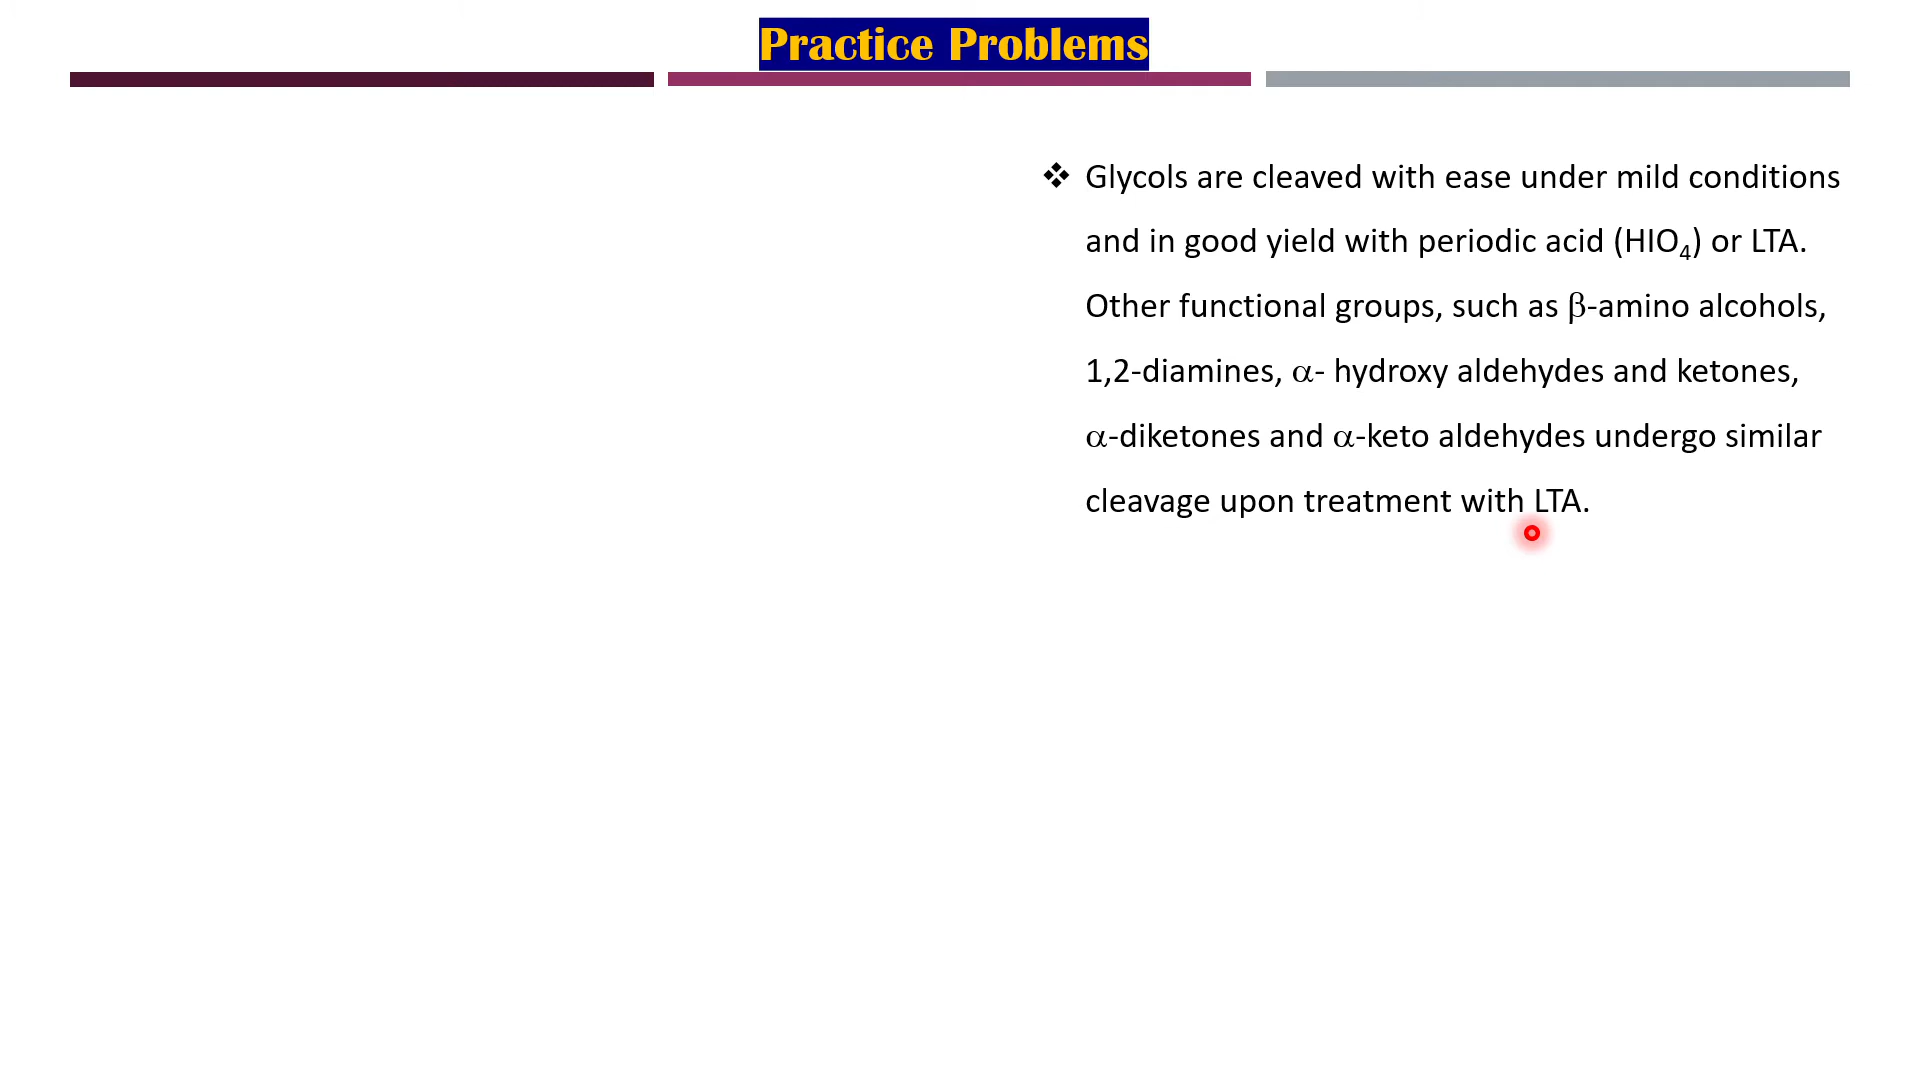 Practice Problems
❖ Glycols are cleaved with ease under mild conditions
and in good yield with periodic acid (HIO₄) or LTA.
Other functional groups, such as β-amino alcohols,
1,2-diamines, α- hydroxy aldehydes and ketones,
α-diketones and α-keto aldehydes undergo similar
cleavage upon treatment with LTA.